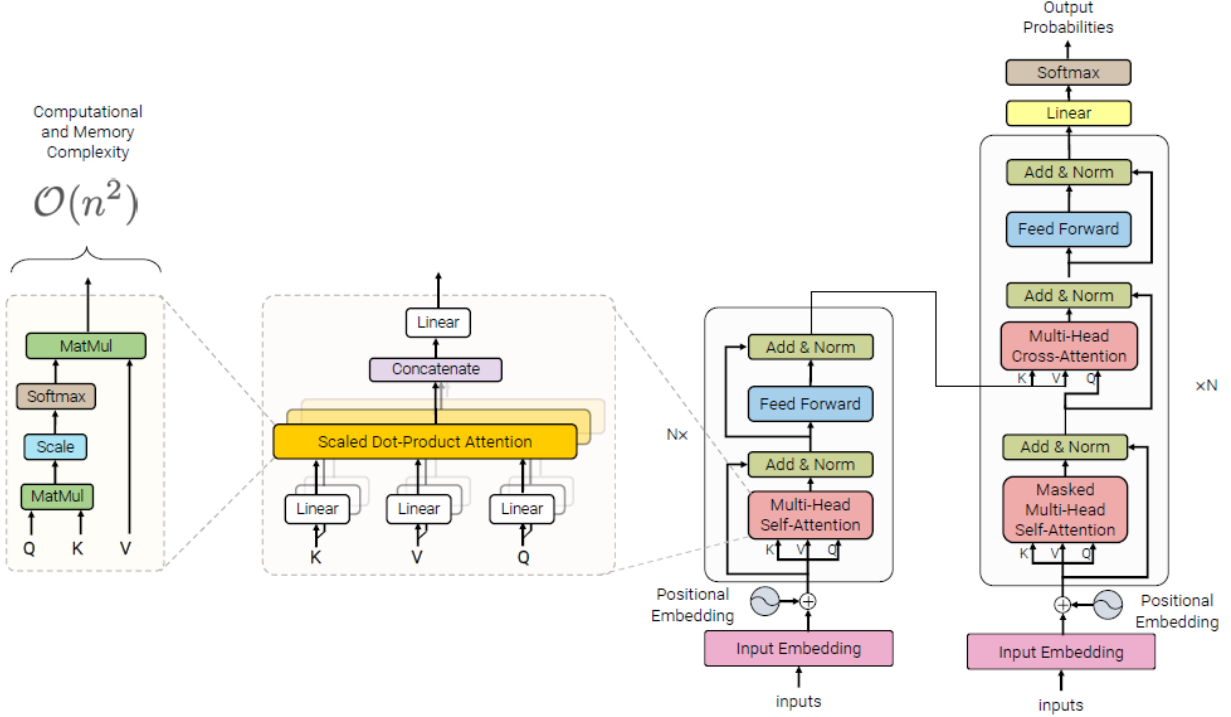 Computational
and Memory
Complexity
𝒪(n²)
MatMul
Softmax
Scale
MatMul
Q K V
Linear
Concatenate
Scaled Dot-Product Attention
Linear Linear Linear
K V Q
N×
Add & Norm
Feed Forward
Add & Norm
Multi-Head
Self-Attention
K V Q
Positional
Embedding
Input Embedding
inputs
Output
Probabilities
Softmax
Linear
Add & Norm
Feed Forward
Add & Norm
Multi-Head
Cross-Attention
K V Q
×N
Add & Norm
Masked
Multi-Head
Self-Attention
K V Q
Positional
Embedding
Input Embedding
inputs